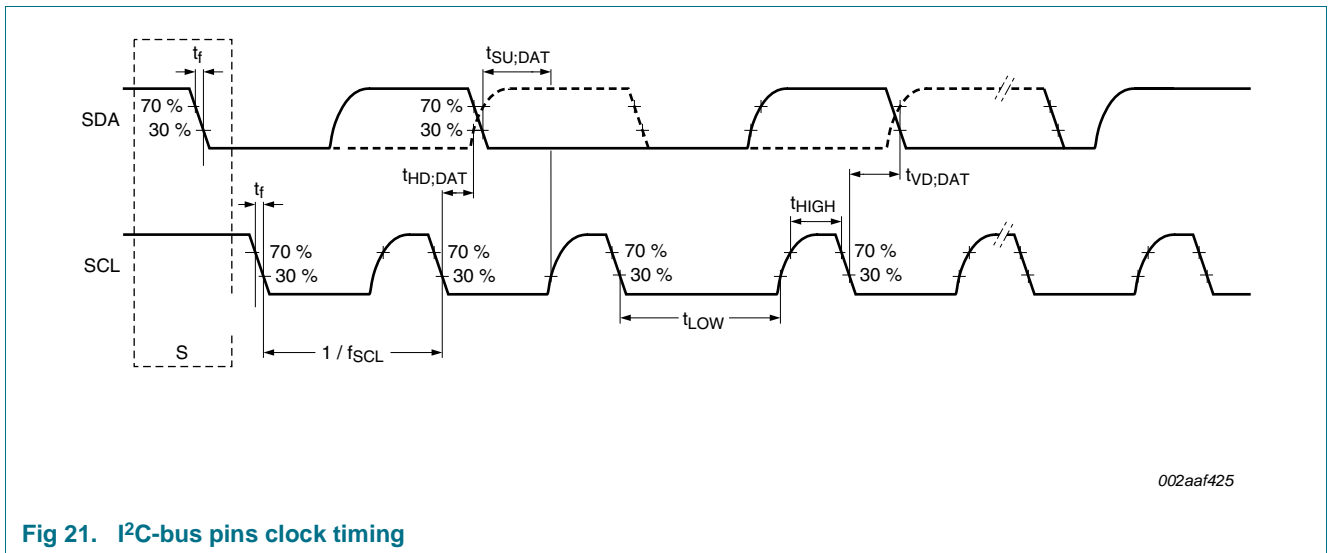 tf
tSU;DAT
70 %
SDA
30 %
70 %
30 %
tHD;DAT
tVD;DAT
tf
tHIGH
SCL
70 %
30 %
70 %
30 %
70 %
30 %
70 %
30 %
tLOW
S
1 / fSCL
002aaf425
Fig 21. I²C-bus pins clock timing